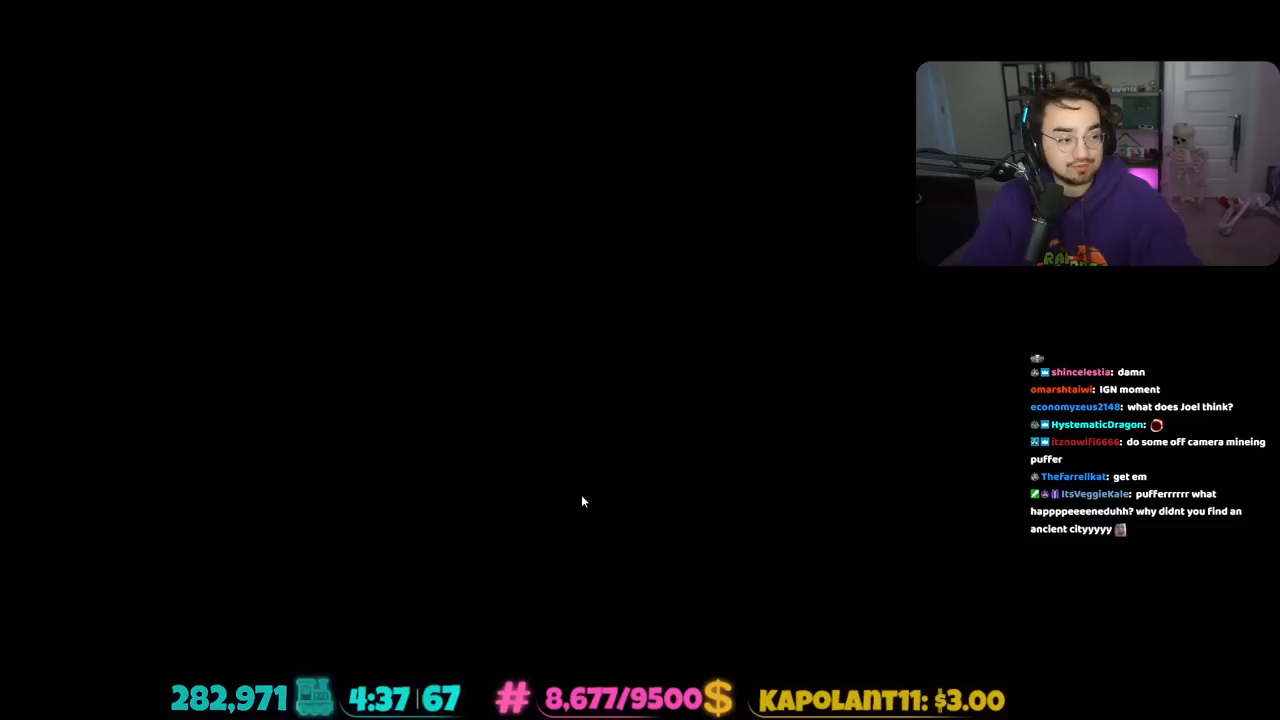 shincelestia: damn
omarshtaiwi: IGN moment
economyzeus2148: what does Joel think?
HystematicDragon:
itznowifi6666: do some off camera mineing
puffer
Thefarrellkat: get em
ItsVeggieKale: pufferrrrrr what
happppeeeeneduhh? why didnt you find an
ancient cityyyyy
282,971 4:37 | 67 # 8,677/9500 $ KAPOLANT11: $3.00